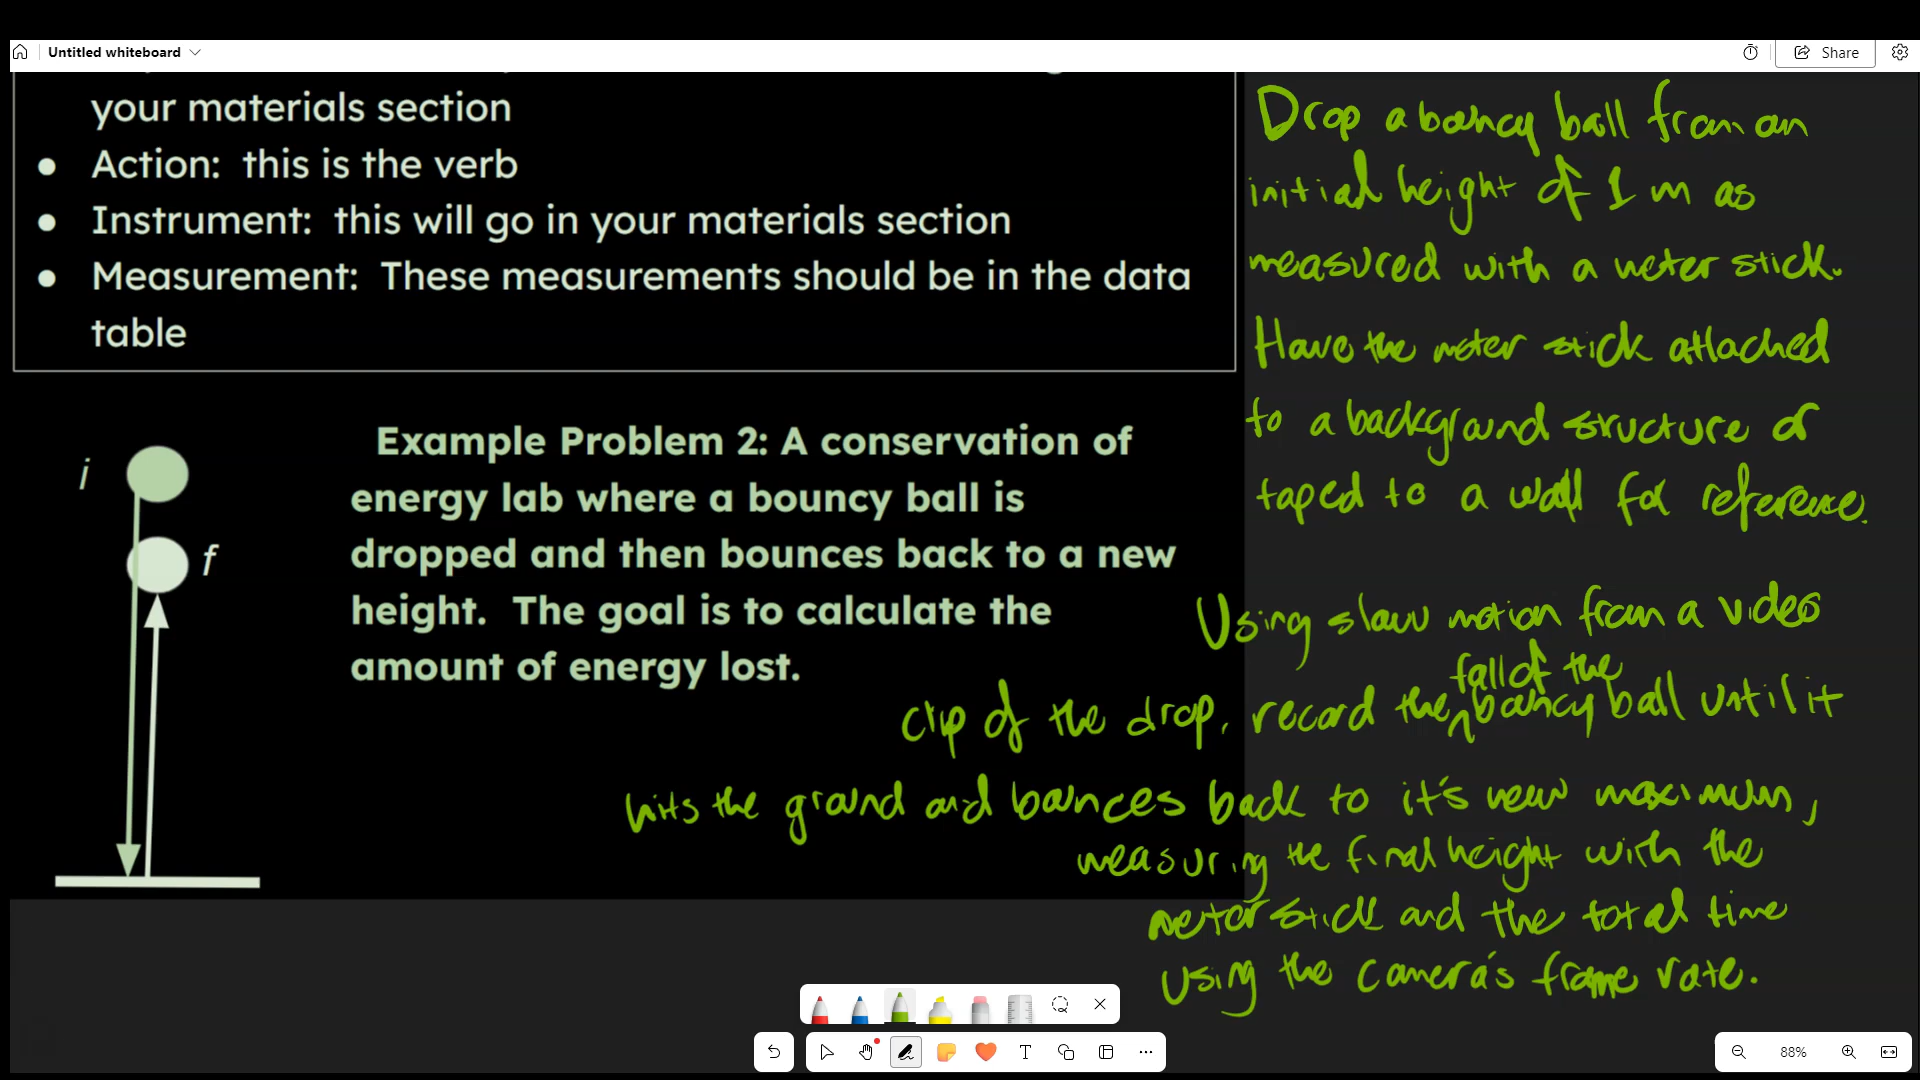 Untitled whiteboard
Share
your materials section
Action: this is the verb
Instrument: this will go in your materials section
Measurement: These measurements should be in the data
table
i
f
Example Problem 2: A conservation of
energy lab where a bouncy ball is
dropped and then bounces back to a new
height. The goal is to calculate the
amount of energy lost.
Drop a bouncy ball from an
initial height of 1 m as
measured with a meter stick.
Have the meter stick attached
to a background structure or
taped to a wall for reference.
Using slow motion from a video
clip of the drop, record the fall of the bouncy ball until it
hits the ground and bounces back to it's new maximum,
measuring the final height with the
meter stick and the total time
using the camera's frame rate.
T
88%